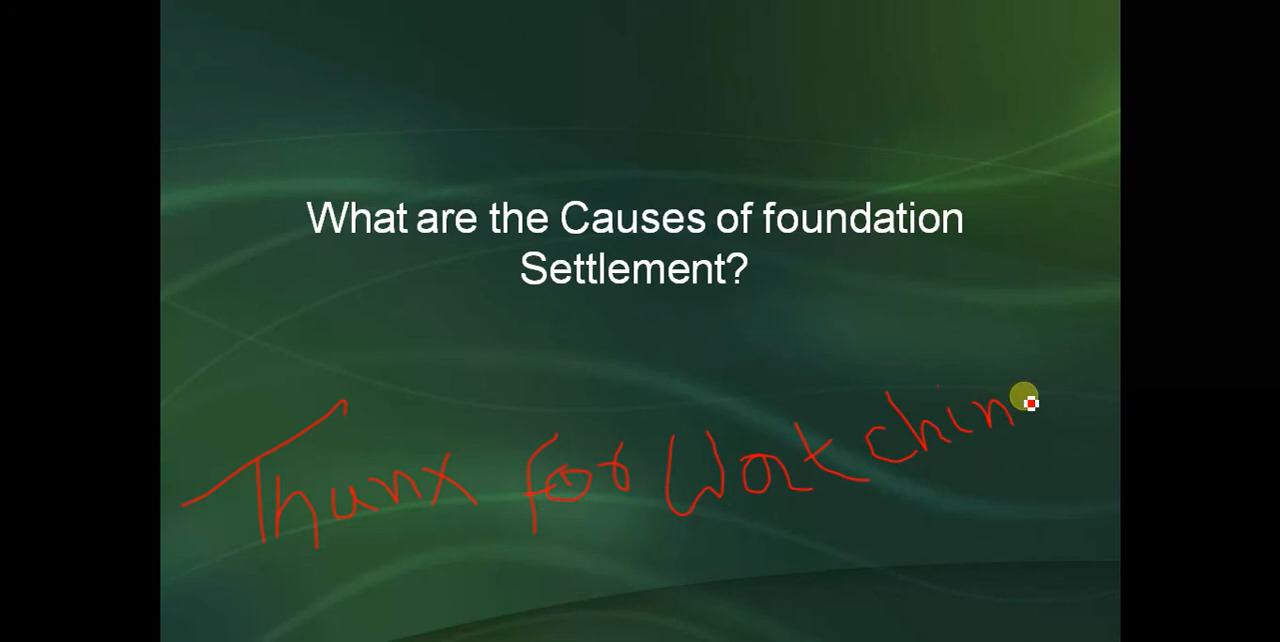 What are the Causes of foundation
Settlement?
Thanx for Watchin